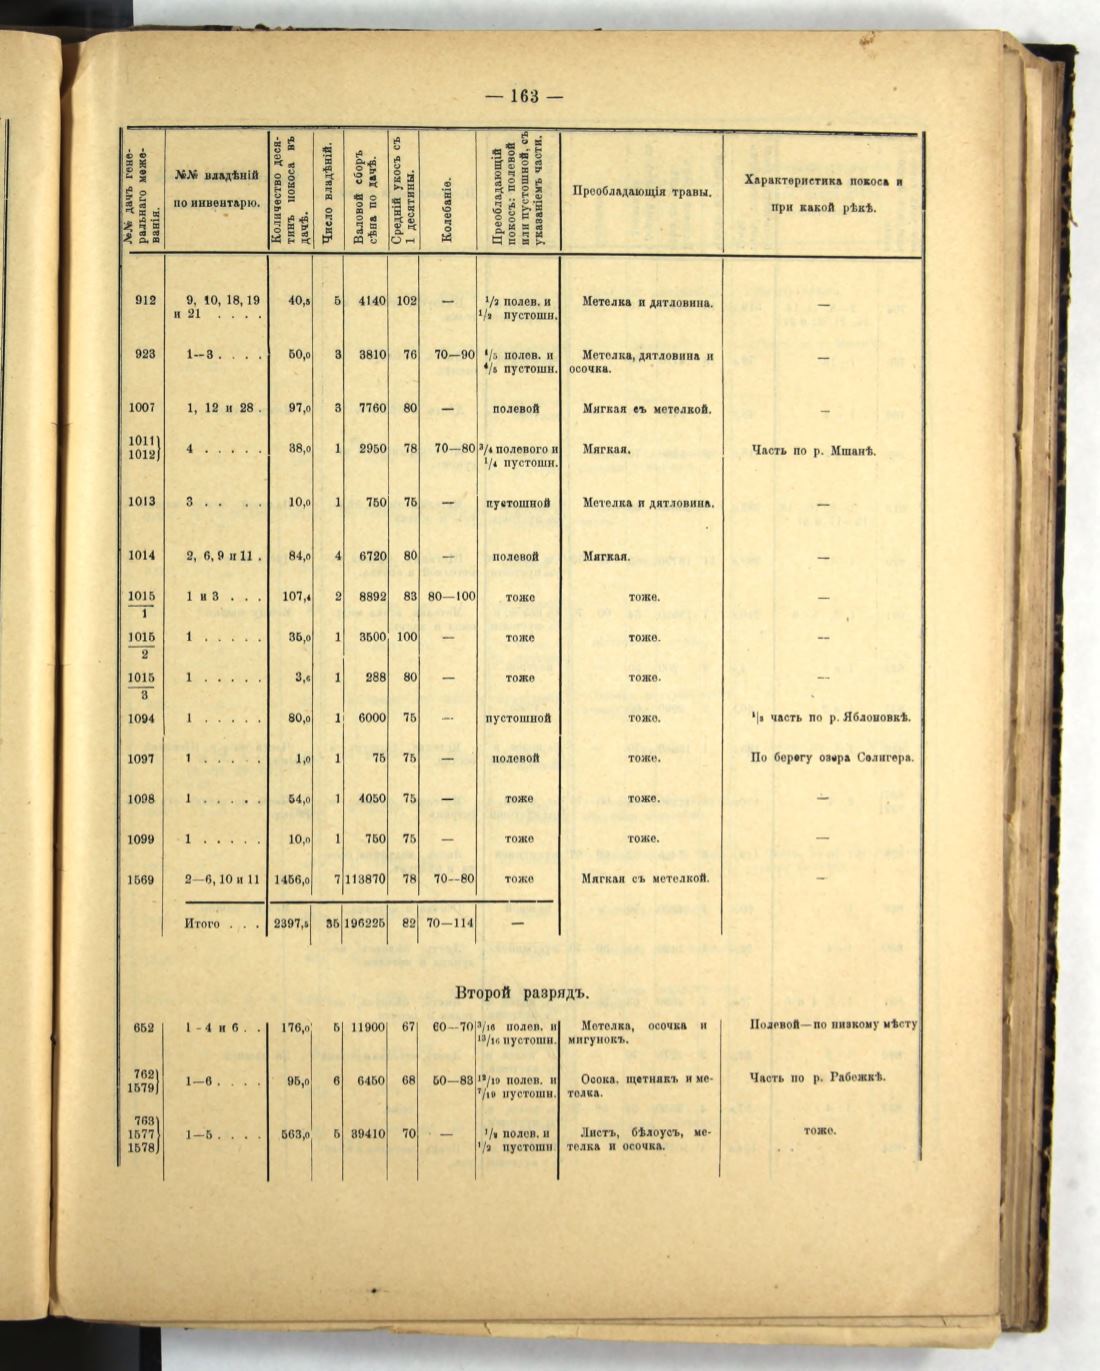 — 163 —
№№ дачъ гене-
ральнаго меже-
ванія.
№№ владѣній
по инвентарю.
Количество деся-
тинъ покоса въ
дачѣ.
Число владѣній.
Валовой сборъ
сѣна по дачѣ.
Средній укосъ съ
1 десятины.
Колебаніе.
Преобладающій
покосъ: полевой
или пустошной, съ
указаніемъ части.
Преобладающія травы.
Характеристика покоса и
при какой рѣкѣ.
912 9, 10, 18, 19 40,5 5 4140 102 — 1/2 полев. и Метелка и дятловина. —
и 21 . . . . 1/2 пустошн.
923 1—3 . . . . 50,0 3 3810 76 70—90 1/5 полев. и Метелка, дятловина и —
4/5 пустошн. осочка.
1007 1, 12 и 28 . 97,0 3 7760 80 — полевой Мягкая съ метелкой. —
1011}
1012} 4 . . . . . 38,0 1 2950 78 70—80 3/4 полевого и Мягкая. Часть по р. Мшанѣ.
1/4 пустошн.
1013 3 . . . . 10,0 1 750 75 — пустошной Метелка и дятловина. —
1014 2, 6, 9 и 11 . 84,0 4 6720 80 — полевой Мягкая. —
1015/1 1 и 3 . . . 107,4 2 8892 83 80—100 тоже тоже. —
1015/2 1 . . . . . 35,0 1 3500 100 — тоже тоже. —
1015/3 1 . . . . . 3,6 1 288 80 — тоже тоже. —
1094 1 . . . . . 80,0 1 6000 75 — пустошной тоже. 1/3 часть по р. Яблоновкѣ.
1097 1 . . . . . 1,0 1 75 75 — полевой тоже. По берегу озера Селигера.
1098 1 . . . . . 54,0 1 4050 75 — тоже тоже. —
1099 1 . . . . . 10,0 1 750 75 — тоже тоже. —
1569 2—6, 10 и 11 1456,0 7 113870 78 70—80 тоже Мягкая съ метелкой. —
Итого . . . 2397,5 35 196225 82 70—114 —
Второй разрядъ.
652 1-4 и 6 . . 176,0 5 11900 67 60—70 3/16 полев. и Метелка, осочка и Полевой—по низкому мѣсту
13/16 пустошн. мигунокъ.
762}
1579} 1—6 . . . . 95,0 6 6450 68 50—83 12/19 полев. и Осока, щетнякъ и ме- Часть по р. Рабежкѣ.
7/19 пустошн. телка.
763}
1577} 1—5 . . . . 563,0 5 39410 70 — 1/2 полев. и Листъ, бѣлоусъ, ме- тоже.
1578} 1/2 пустошн телка и осочка.